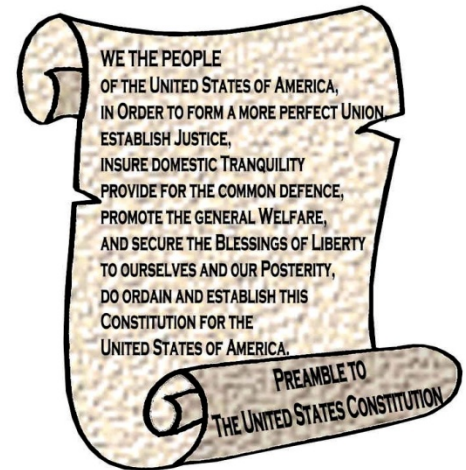 WE THE PEOPLE
OF THE UNITED STATES OF AMERICA,
IN ORDER TO FORM A MORE PERFECT UNION,
ESTABLISH JUSTICE,
INSURE DOMESTIC TRANQUILITY
PROVIDE FOR THE COMMON DEFENCE,
PROMOTE THE GENERAL WELFARE,
AND SECURE THE BLESSINGS OF LIBERTY
TO OURSELVES AND OUR POSTERITY,
DO ORDAIN AND ESTABLISH THIS
CONSTITUTION FOR THE
UNITED STATES OF AMERICA.
PREAMBLE TO
THE UNITED STATES CONSTITUTION